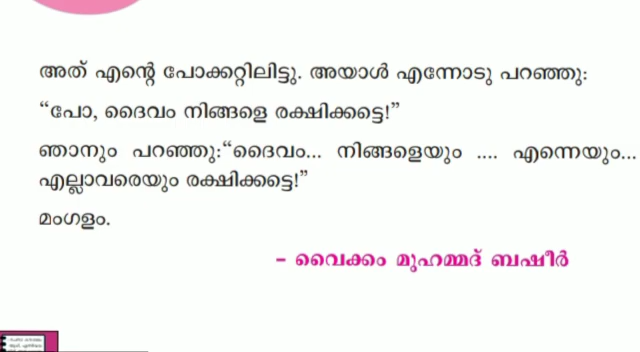 അത് എന്റെ പോക്കറ്റിലിട്ടു. അയാൾ എന്നോടു പറഞ്ഞു:
“പോ, ദൈവം നിങ്ങളെ രക്ഷിക്കട്ടെ!”
ഞാനും പറഞ്ഞു:“ദൈവം... നിങ്ങളെയും .... എന്നെയും...
എല്ലാവരെയും രക്ഷിക്കട്ടെ!”
മംഗളം.
– വൈക്കം മുഹമ്മദ് ബഷീർ